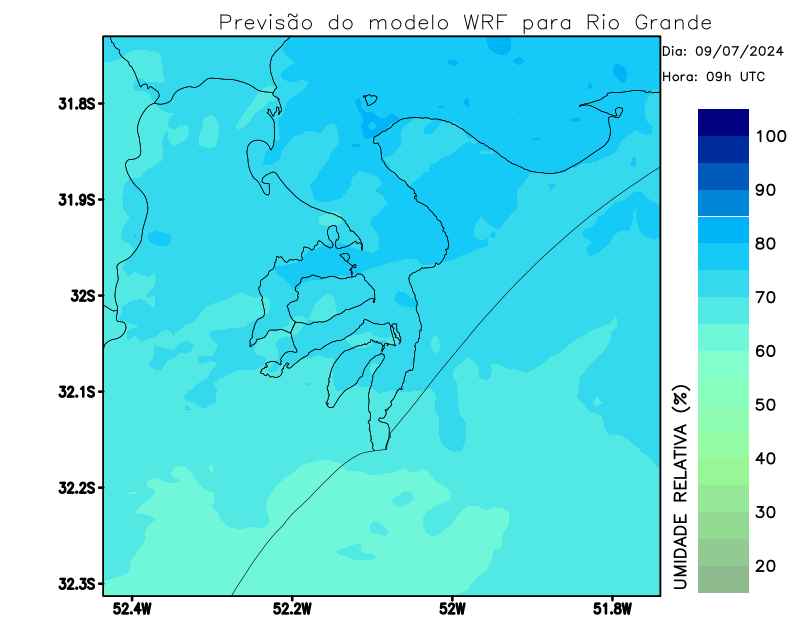 Previsão do modelo WRF para Rio Grande
Dia: 09/07/2024
Hora: 09h UTC
31.8S
31.9S
32S
32.1S
32.2S
32.3S
52.4W
52.2W
52W
51.8W
100
90
80
70
60
50
40
30
20
UMIDADE RELATIVA (%)